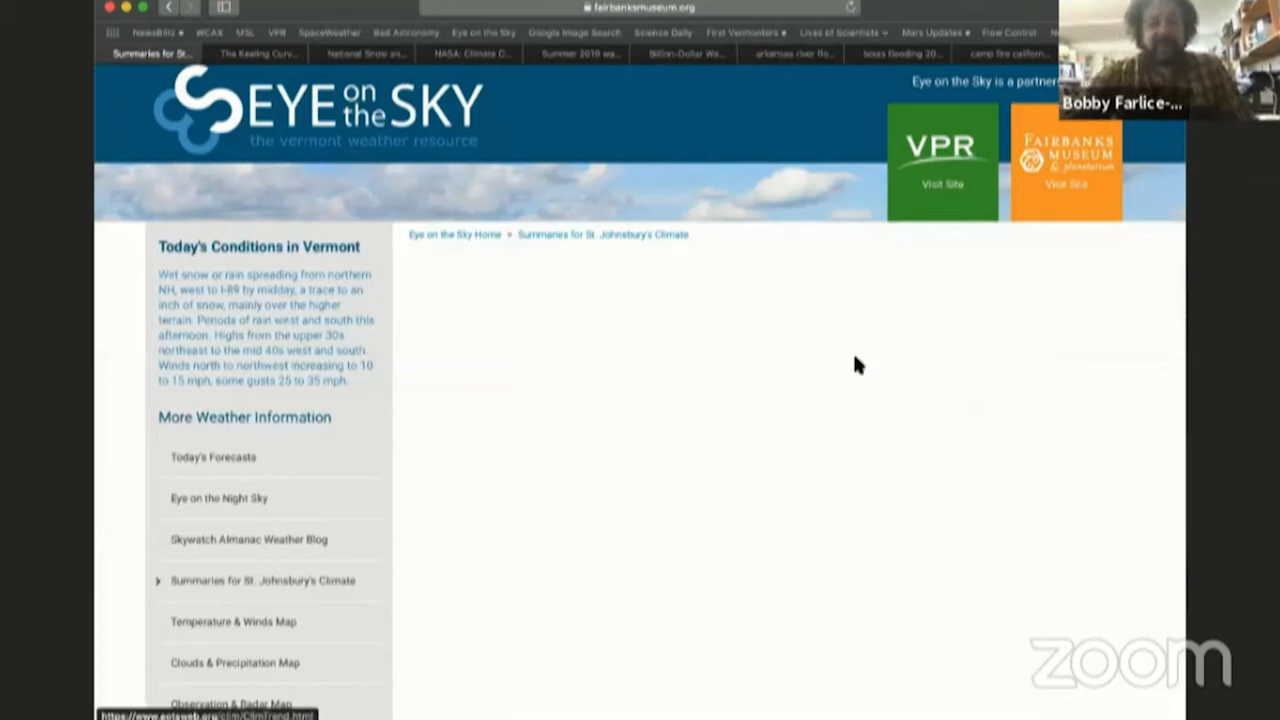 fairbanksmuseum.org
NewsBlitz WCAX MSL VPR SpaceWeather Bad Astronomy Eye on the Sky Google Image Search Science Daily First Vermonters Lives of Scientists Mars Updates Flow Control
Summaries for St... The Keeling Curv... National Snow an... NASA: Climate C... Summer 2019 wa... Billion-Dollar We... arkansas river flo... texas flooding 20... camp fire californ...
EYE on the SKY
the vermont weather resource
Eye on the Sky is a partner
Bobby Farlice-...
VPR
Visit Site
FAIRBANKS
MUSEUM
& planetarium
Visit Site
Eye on the Sky Home » Summaries for St. Johnsbury's Climate
Today's Conditions in Vermont
Wet snow or rain spreading from northern
NH, west to I-89 by midday, a trace to an
inch of snow, mainly over the higher
terrain. Periods of rain west and south this
afternoon. Highs from the upper 30s
northeast to the mid 40s west and south.
Winds north to northwest increasing to 10
to 15 mph, some gusts 25 to 35 mph.
More Weather Information
Today's Forecasts
Eye on the Night Sky
Skywatch Almanac Weather Blog
Summaries for St. Johnsbury's Climate
Temperature & Winds Map
Clouds & Precipitation Map
Observation & Radar Map
https://www.eotsweb.org/clim/ClimTrend.html
zoom